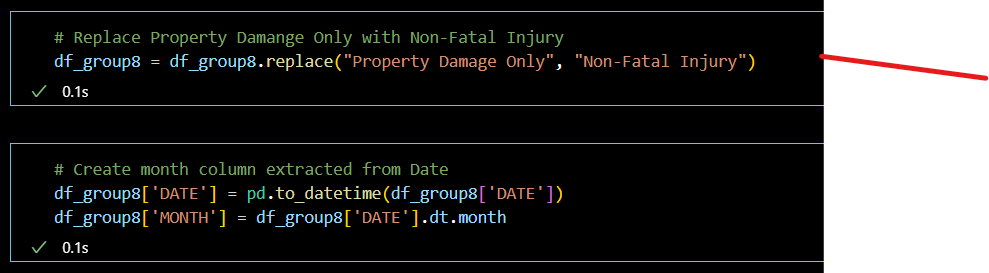 # Replace Property Damange Only with Non-Fatal Injury
df_group8 = df_group8.replace("Property Damage Only", "Non-Fatal Injury")
✓ 0.1s
# Create month column extracted from Date
df_group8['DATE'] = pd.to_datetime(df_group8['DATE'])
df_group8['MONTH'] = df_group8['DATE'].dt.month
✓ 0.1s